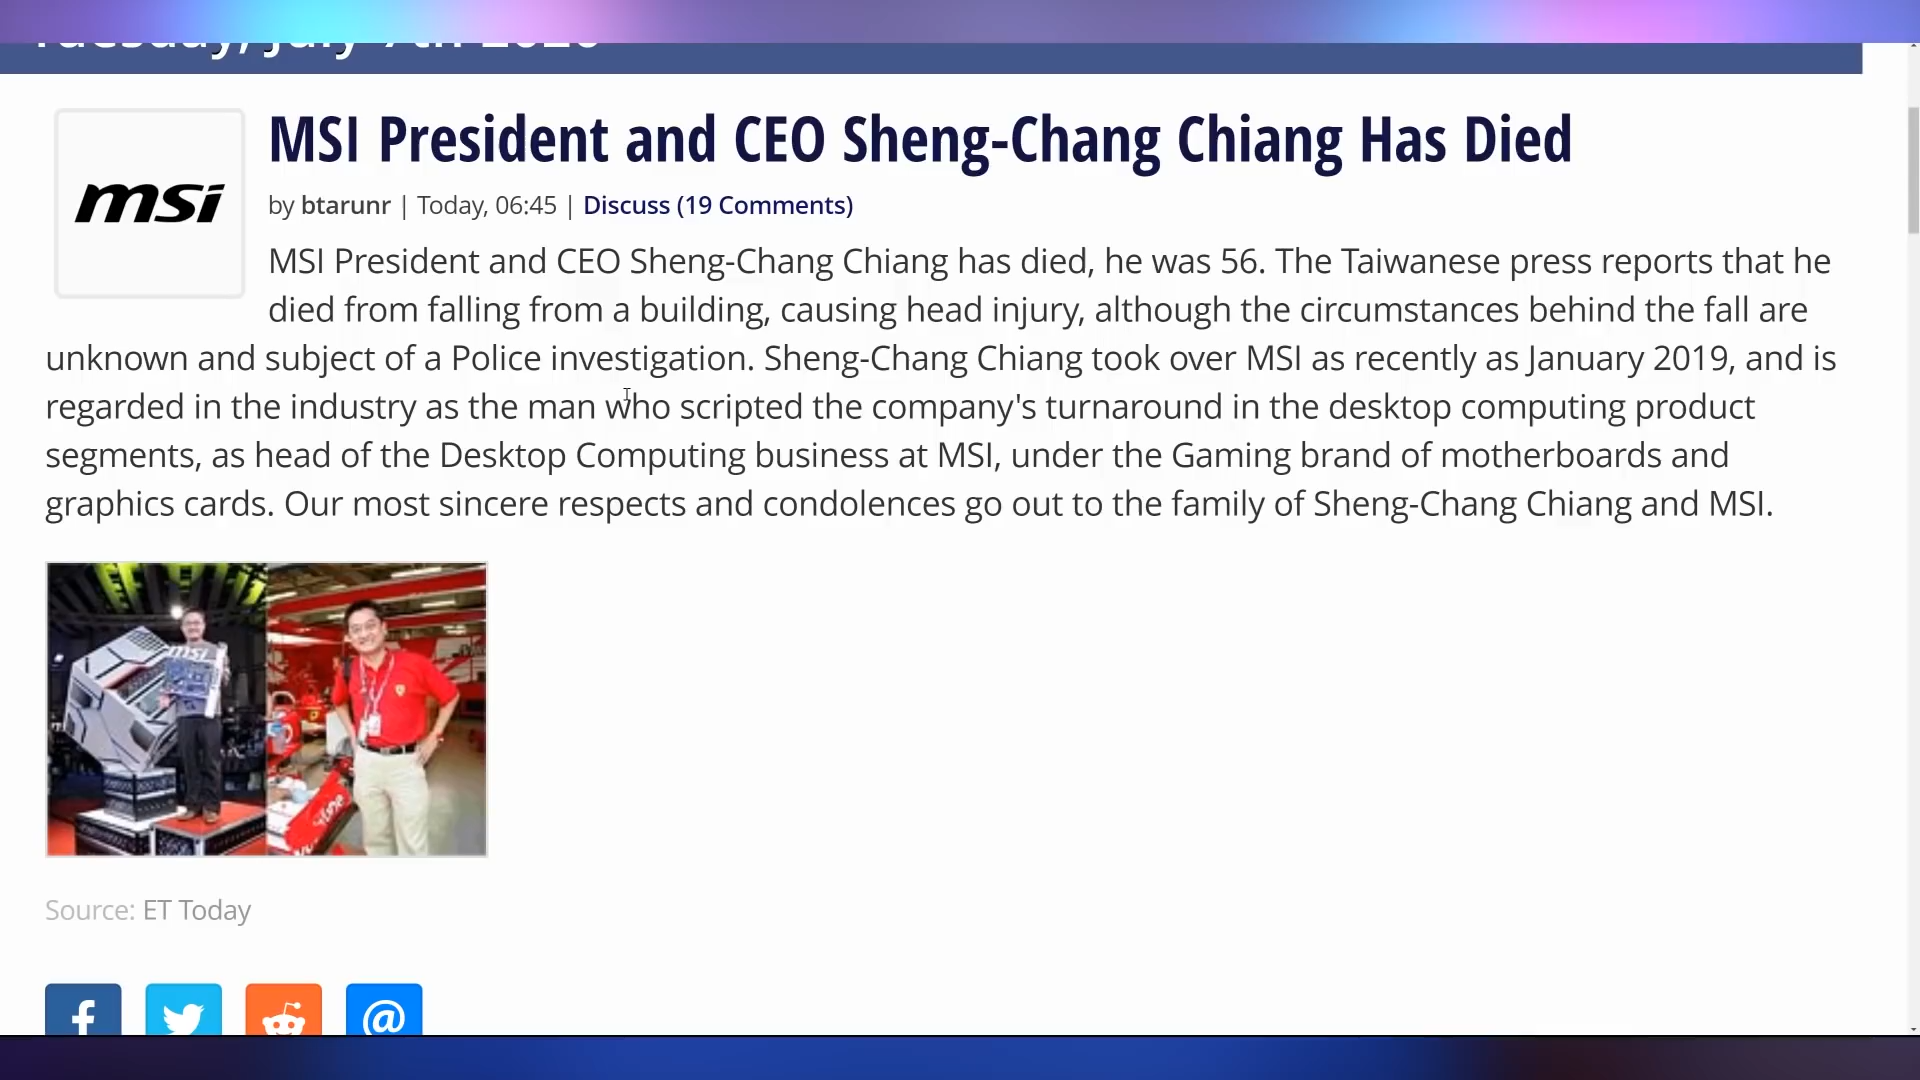 Tuesday, July 7th 2020
MSI President and CEO Sheng-Chang Chiang Has Died
msi
by btarunr | Today, 06:45 | Discuss (19 Comments)
MSI President and CEO Sheng-Chang Chiang has died, he was 56. The Taiwanese press reports that he
died from falling from a building, causing head injury, although the circumstances behind the fall are
unknown and subject of a Police investigation. Sheng-Chang Chiang took over MSI as recently as January 2019, and is
regarded in the industry as the man who scripted the company's turnaround in the desktop computing product
segments, as head of the Desktop Computing business at MSI, under the Gaming brand of motherboards and
graphics cards. Our most sincere respects and condolences go out to the family of Sheng-Chang Chiang and MSI.
msi
Source: ET Today